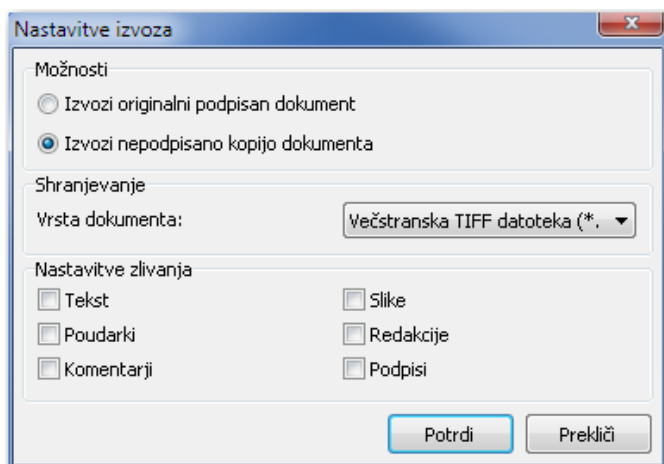 Nastavitve izvoza
Možnosti
Izvozi originalni podpisan dokument
Izvozi nepodpisano kopijo dokumenta
Shranjevanje
Vrsta dokumenta: Večstranska TIFF datoteka (*.
Nastavitve zlivanja
Tekst Slike
Poudarki Redakcije
Komentarji Podpisi
Potrdi Prekliči